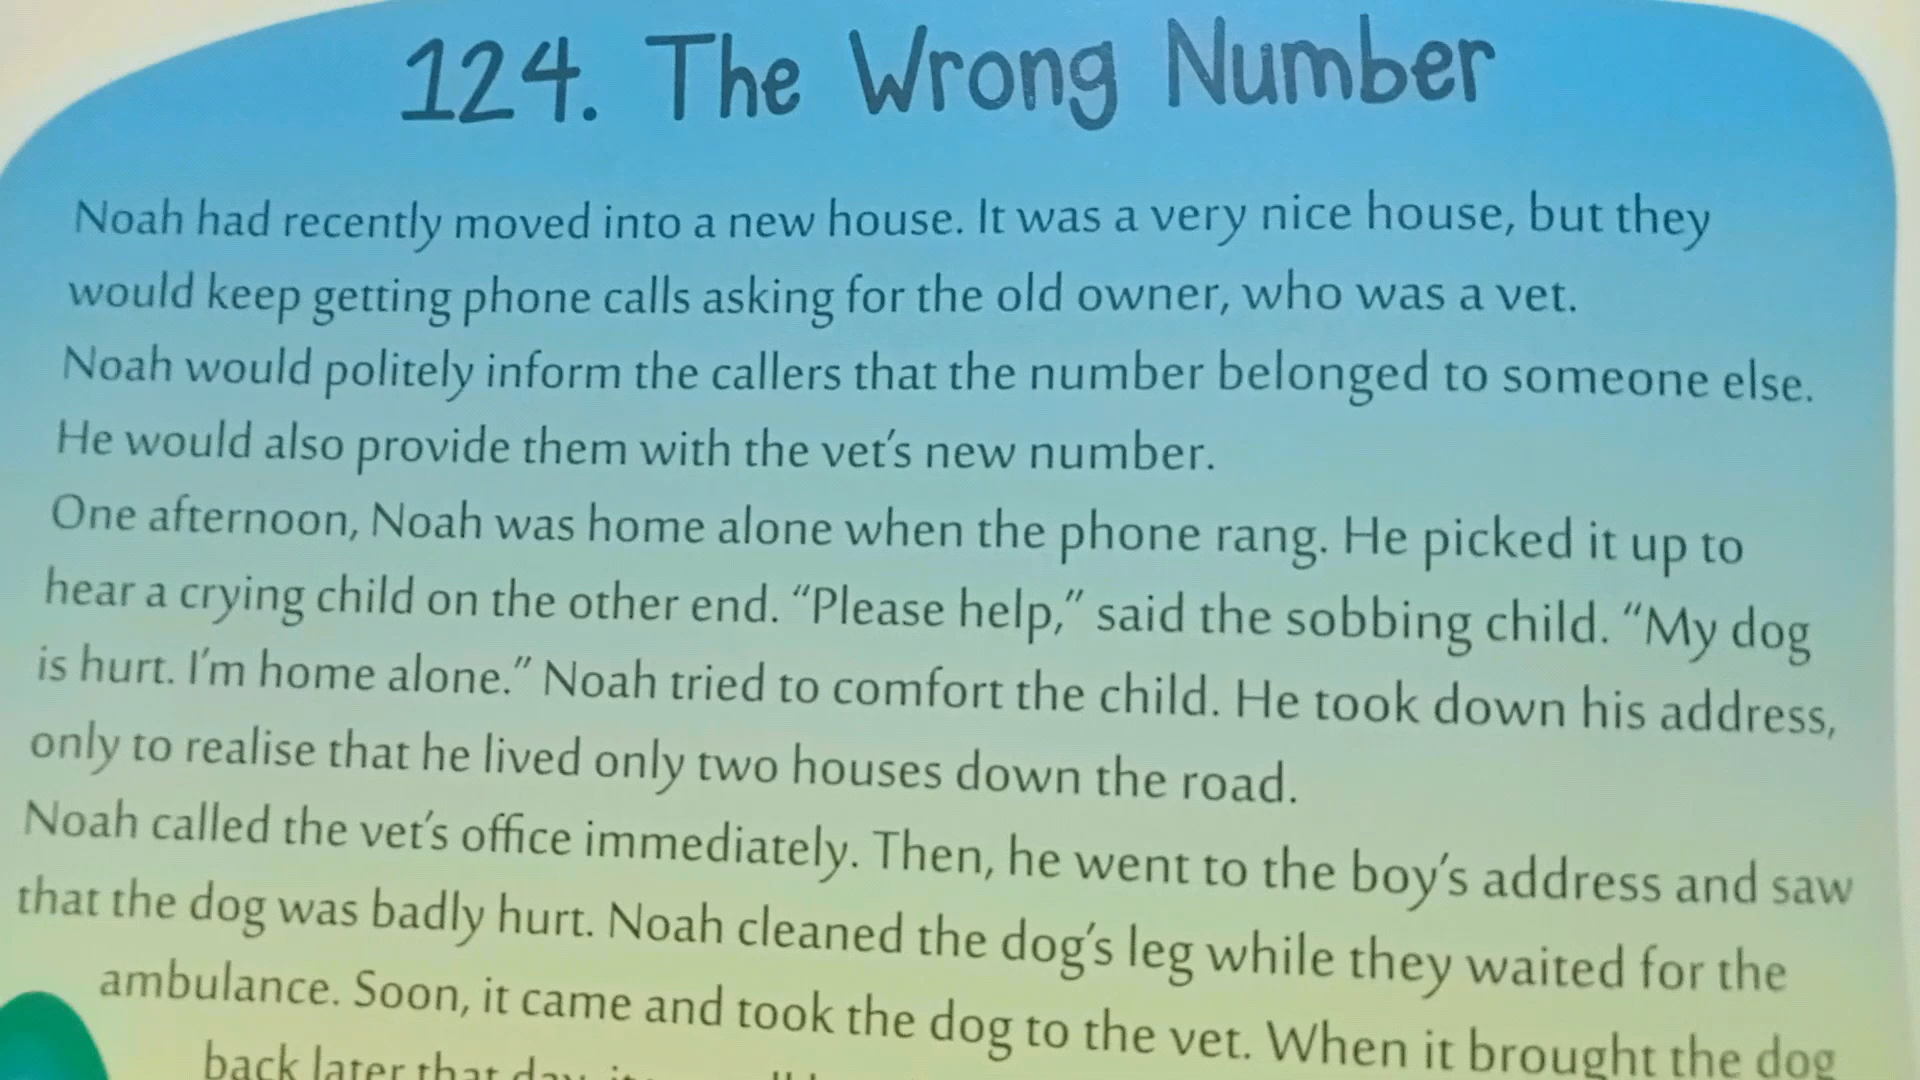 124. The Wrong Number
Noah had recently moved into a new house. It was a very nice house, but they
would keep getting phone calls asking for the old owner, who was a vet.
Noah would politely inform the callers that the number belonged to someone else.
He would also provide them with the vet's new number.
One afternoon, Noah was home alone when the phone rang. He picked it up to
hear a crying child on the other end. “Please help,” said the sobbing child. “My dog
is hurt. I'm home alone.” Noah tried to comfort the child. He took down his address,
only to realise that he lived only two houses down the road.
Noah called the vet's office immediately. Then, he went to the boy's address and saw
that the dog was badly hurt. Noah cleaned the dog's leg while they waited for the
ambulance. Soon, it came and took the dog to the vet. When it brought the dog
back later that day,